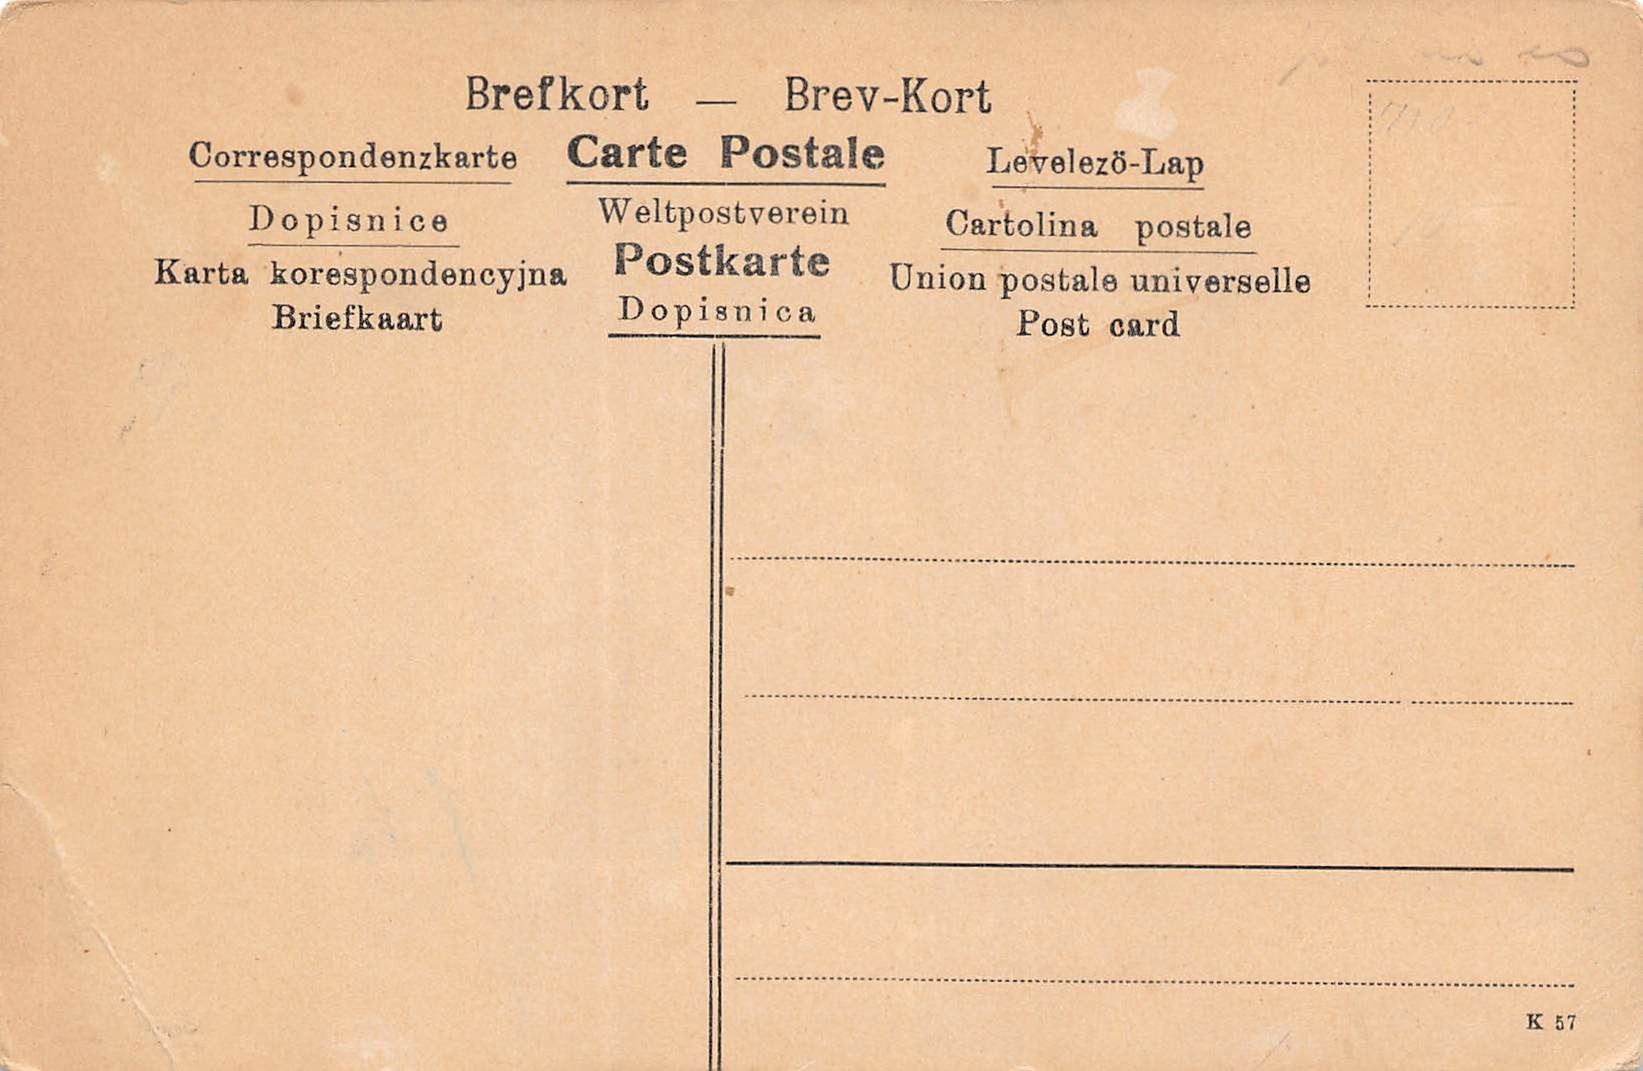 Brefkort — Brev-Kort
Correspondenzkarte Carte Postale Levelezö-Lap
Dopisnice Weltpostverein Cartolina postale
Karta korespondencyjna Postkarte Union postale universelle
Briefkaart Dopisnica Post card
K 57